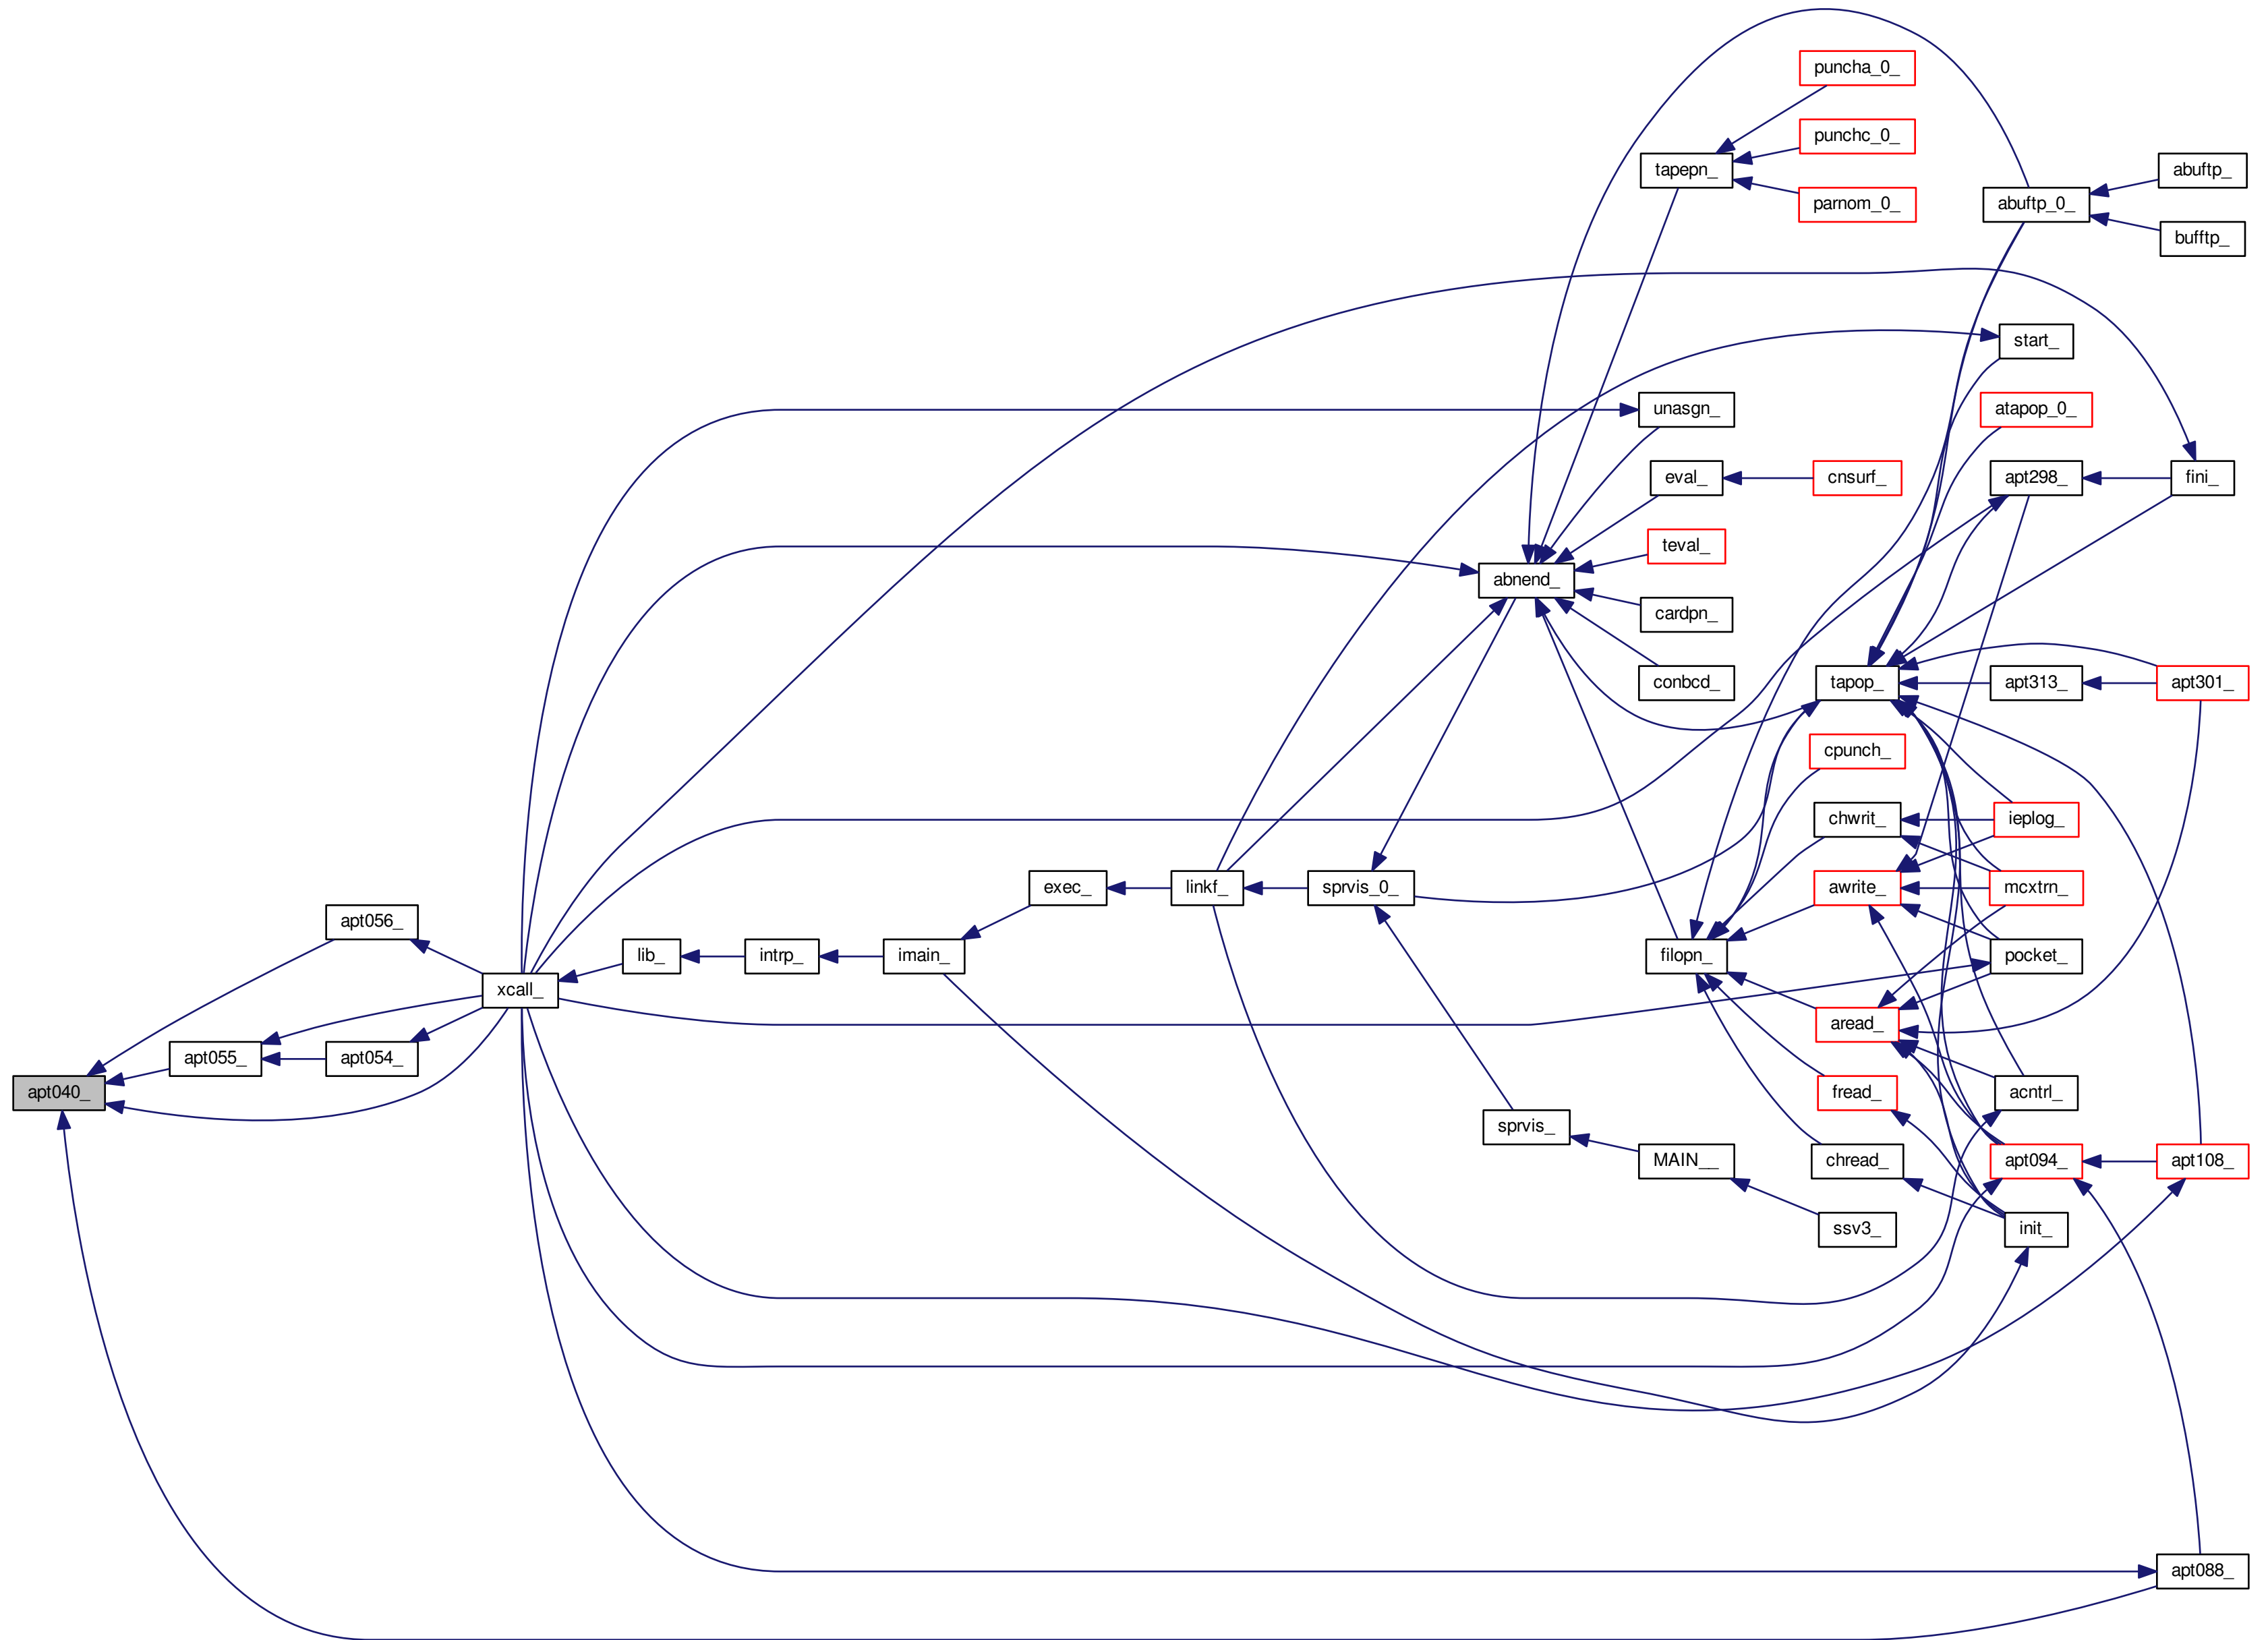 puncha_0_
punchc_0_
tapepn_
abuftp_
parnom_0_
abuftp_0_
bufftp_
start_
unasgn_
atapop_0_
eval_
cnsurf_
apt298_
fini_
teval_
abnend_
cardpn_
conbcd_
tapop_
apt313_
apt301_
cpunch_
chwrit_
ieplog_
exec_
linkf_
sprvis_0_
awrite_
mcxtrn_
apt056_
lib_
intrp_
imain_
filopn_
pocket_
xcall_
aread_
apt055_
apt054_
apt040_
fread_
acntrl_
sprvis_
MAIN__
chread_
apt094_
apt108_
ssv3_
init_
apt088_